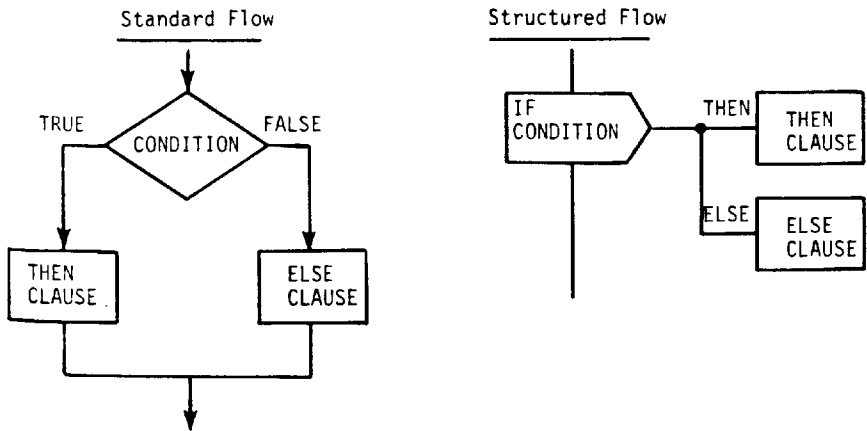 Standard Flow
TRUE
CONDITION
FALSE
THEN
CLAUSE
ELSE
CLAUSE
Structured Flow
IF
CONDITION
THEN
THEN
CLAUSE
ELSE
ELSE
CLAUSE